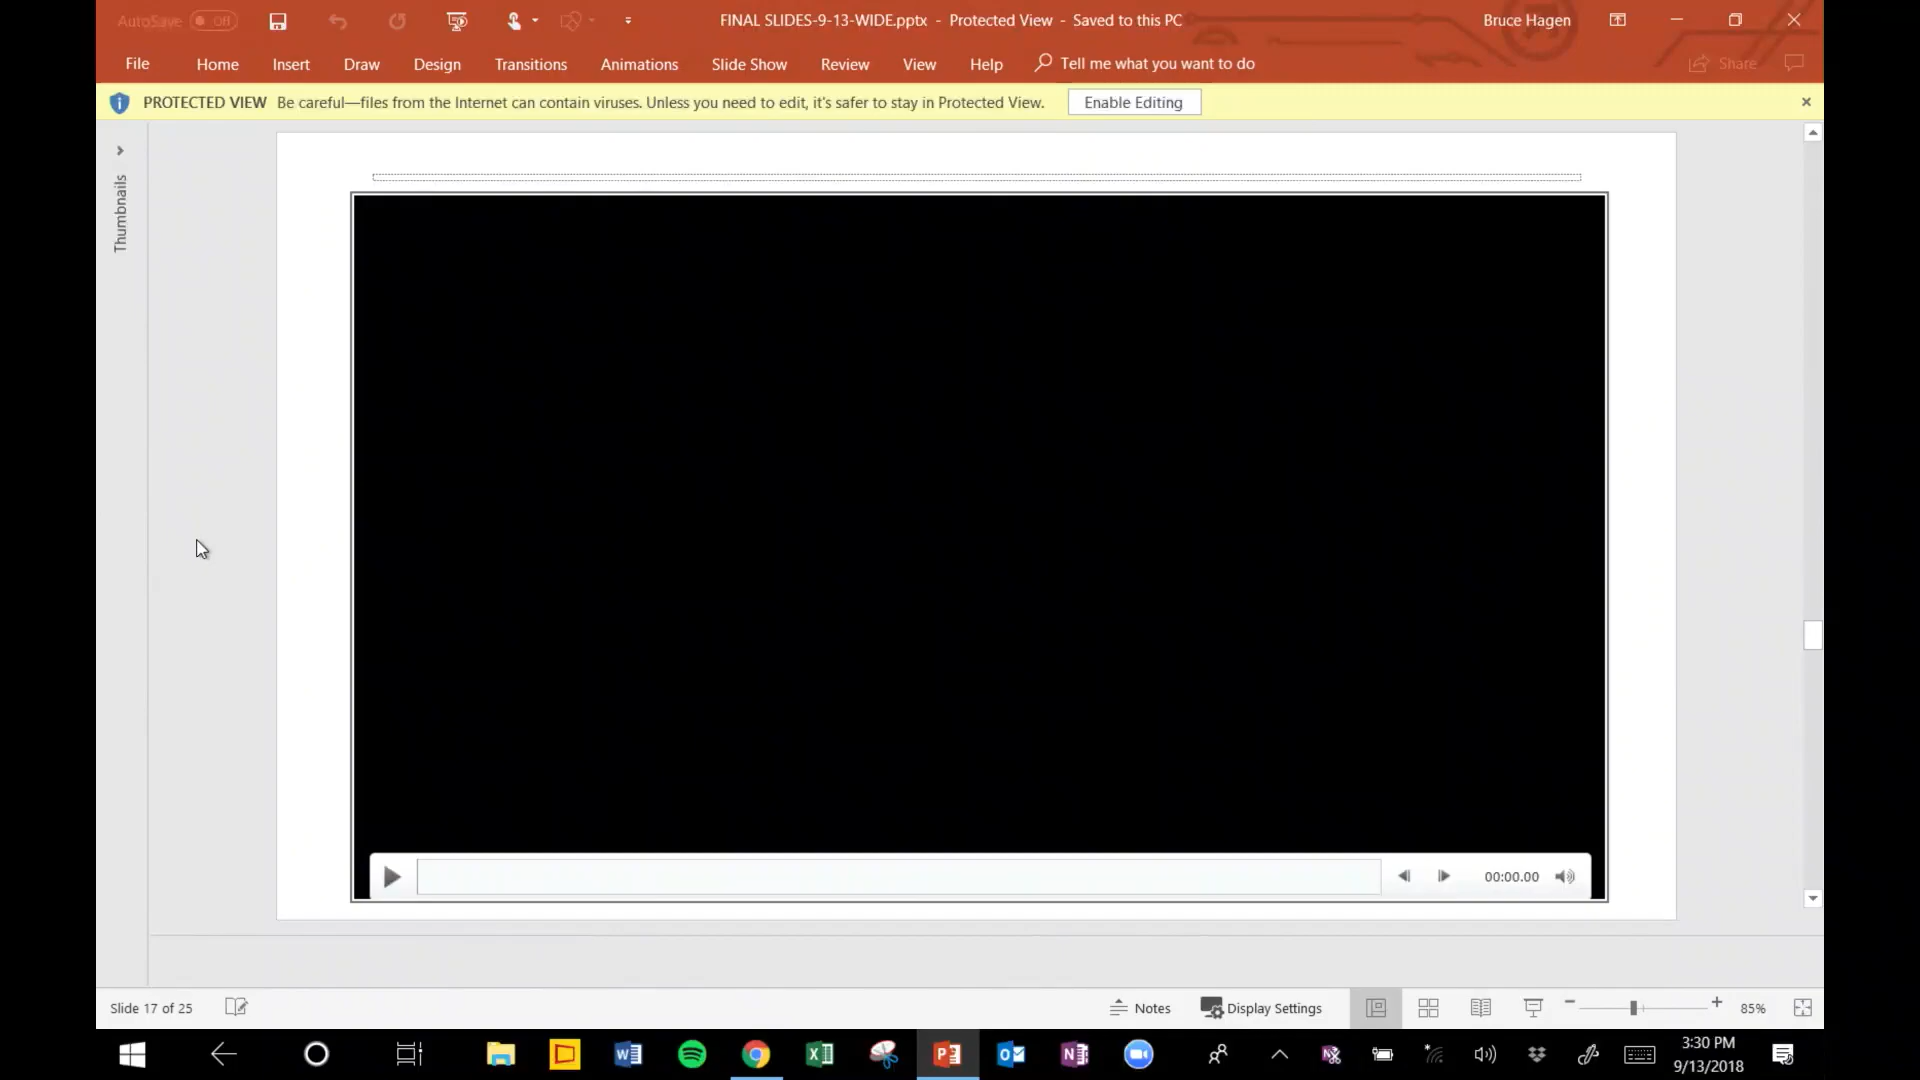 AutoSave Off
FINAL SLIDES-9-13-WIDE.pptx - Protected View - Saved to this PC
Bruce Hagen
File Home Insert Draw Design Transitions Animations Slide Show Review View Help Tell me what you want to do Share
PROTECTED VIEW Be careful—files from the Internet can contain viruses. Unless you need to edit, it's safer to stay in Protected View. Enable Editing
Thumbnails
00:00.00
Slide 17 of 25 Notes Display Settings 85%
3:30 PM
9/13/2018